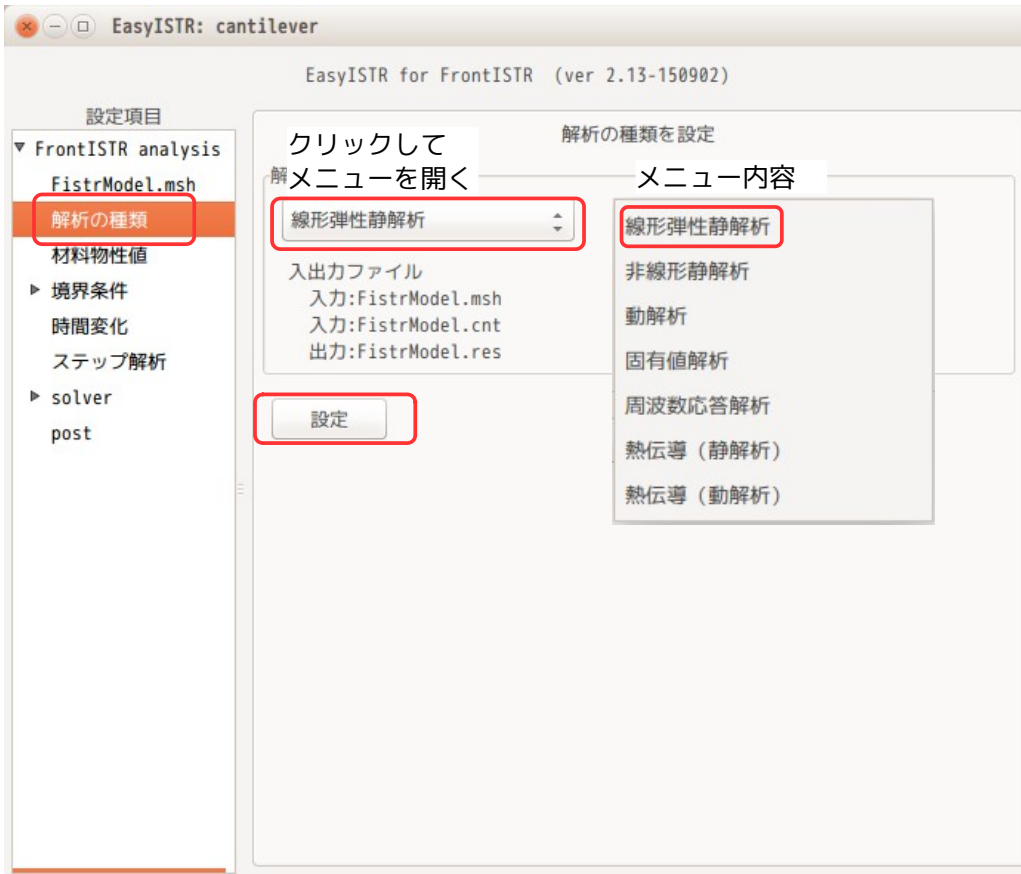 EasyISTR: cantilever
EasyISTR for FrontISTR (ver 2.13-150902)
設定項目
FrontISTR analysis
FistrModel.msh
解析の種類
材料物性値
境界条件
時間変化
ステップ解析
solver
post
解析の種類を設定
クリックして
メニューを開く
解
線形弾性静解析
入出力ファイル
入力:FistrModel.msh
入力:FistrModel.cnt
出力:FistrModel.res
設定
メニュー内容
線形弾性静解析
非線形静解析
動解析
固有値解析
周波数応答解析
熱伝導 (静解析)
熱伝導 (動解析)